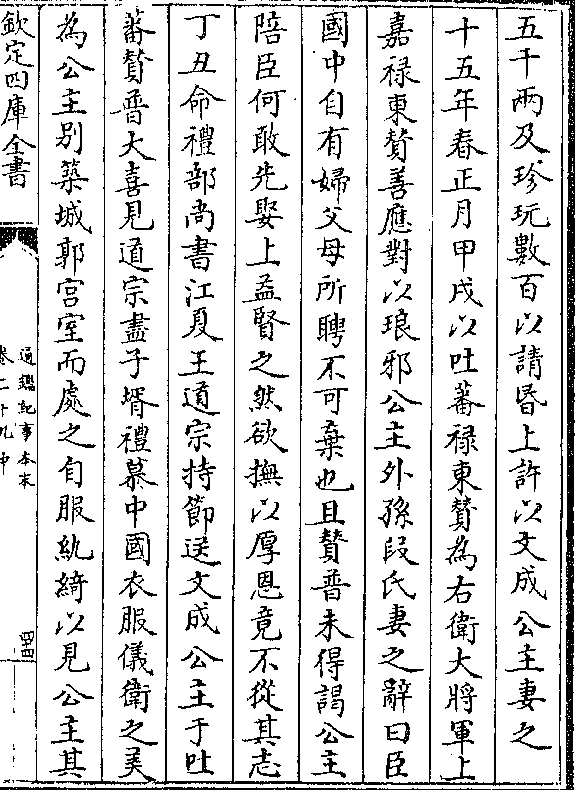 五千兩及珍玩數百以請昏上許以文成公主妻之
十五年春正月甲戌以吐蕃禄東贊為右衛大將軍上
嘉禄東贊善應對以琅邪公主外孫段氏妻之辭曰臣
國中自有婦父母所聘不可棄也且贊普未得謁公主
陪臣何敢先娶上益賢之然欲撫以厚恩竟不從其志
丁丑命禮部尚書江夏王道宗持節送文成公主于吐
蕃贊普大喜見道宗盡子壻禮慕中國衣服儀衛之美
為公主别築城郭宫室而處之自服紈綺以見公主其
欽定四庫全書
通鑑紀事本末
卷二十九中
四十四